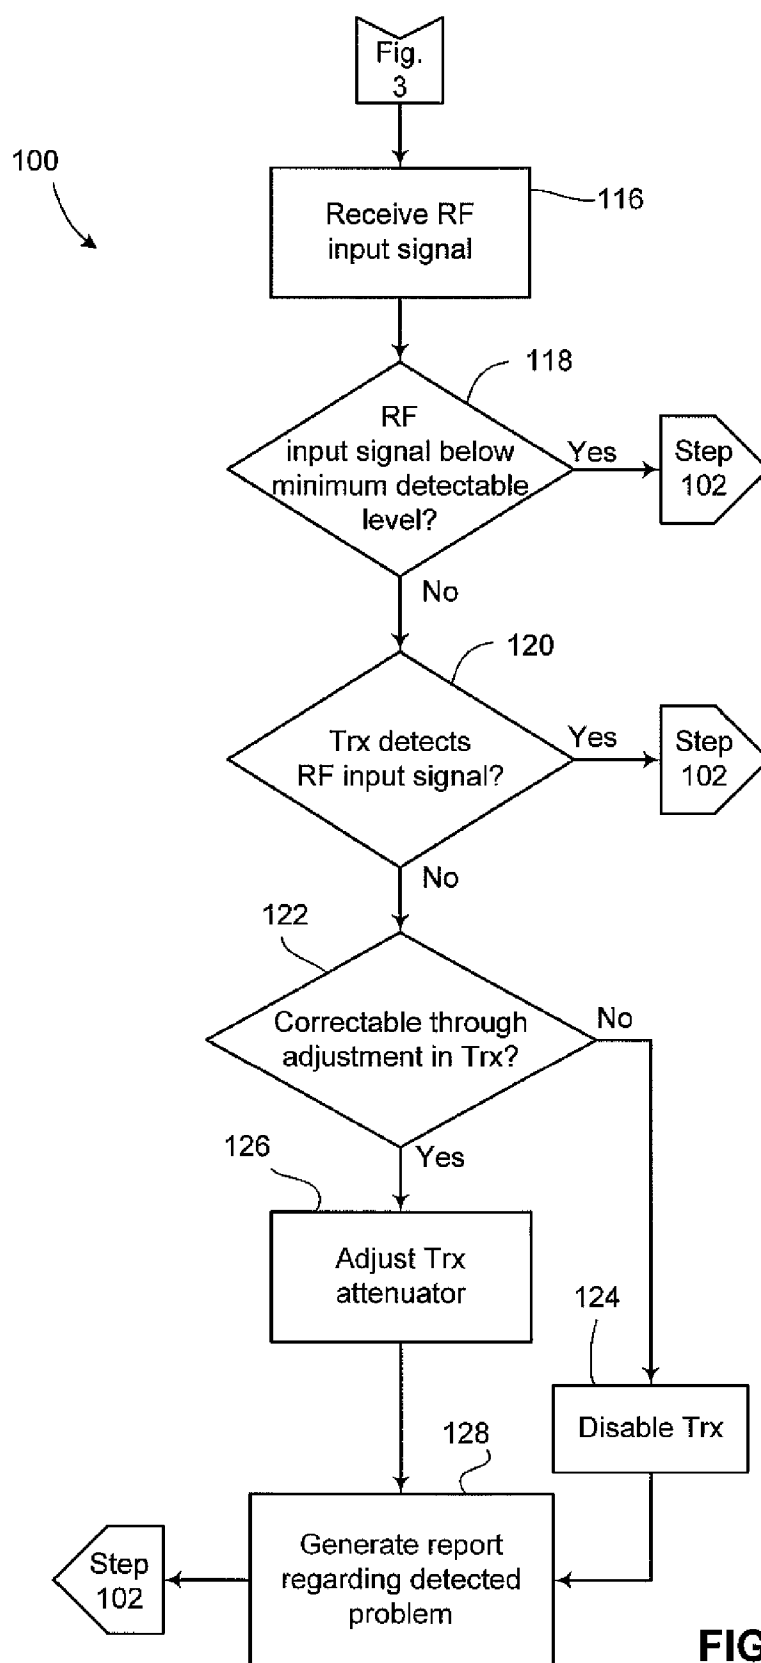 Fig.
3
100
116
Receive RF
input signal
118
RF
input signal below
minimum detectable
level?
Yes
Step
102
No
120
Trx detects
RF input signal?
Yes
Step
102
No
122
Correctable through
adjustment in Trx?
No
Yes
126
Adjust Trx
attenuator
124
Disable Trx
128
Generate report
regarding detected
problem
Step
102
FIG